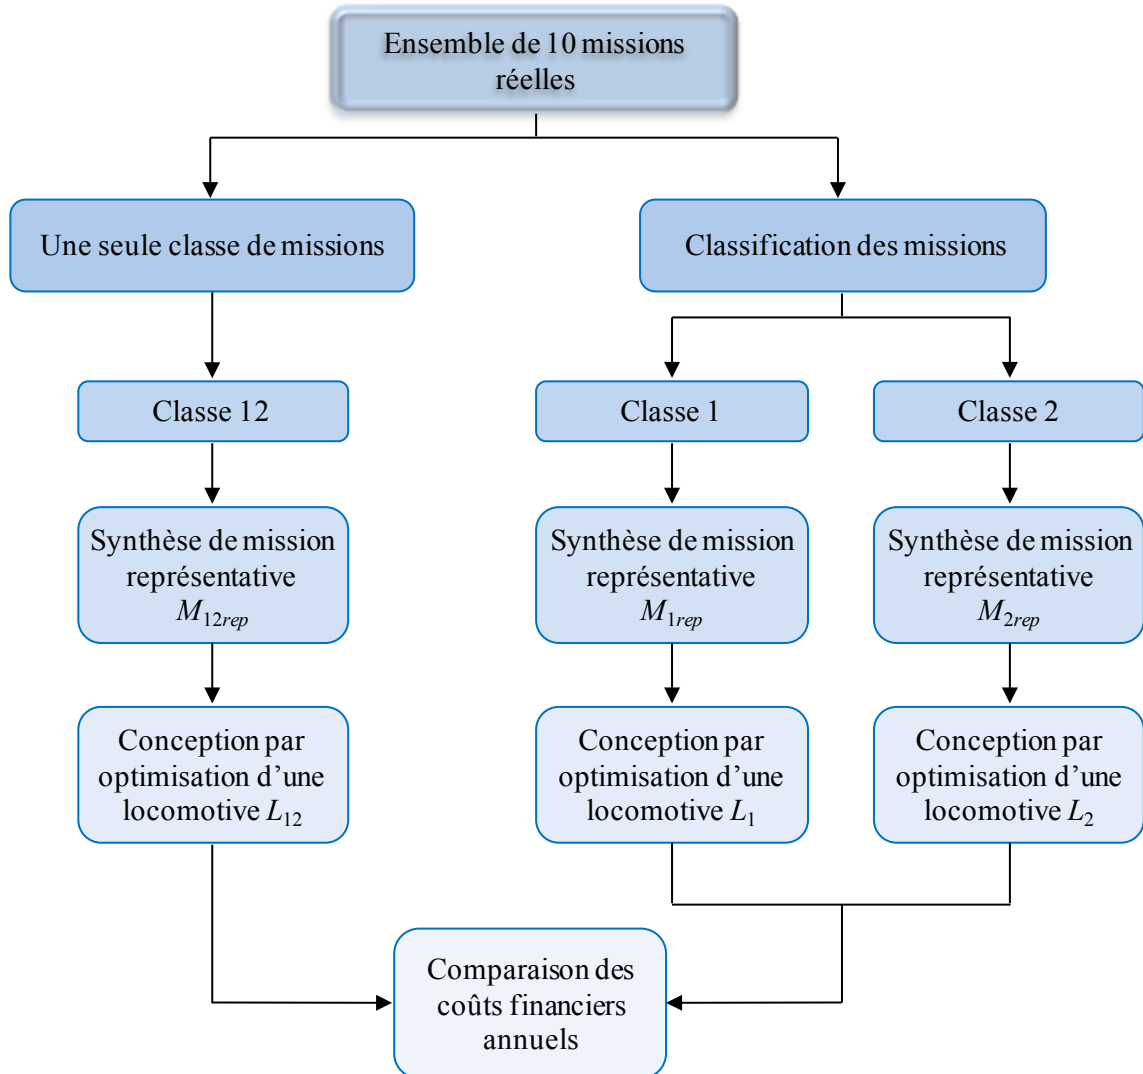 Ensemble de 10 missions
réelles
Une seule classe de missions
Classification des missions
Classe 12
Classe 1
Classe 2
Synthèse de mission
représentative
M12rep
Synthèse de mission
représentative
M1rep
Synthèse de mission
représentative
M2rep
Conception par
optimisation d’une
locomotive L12
Conception par
optimisation d’une
locomotive L1
Conception par
optimisation d’une
locomotive L2
Comparaison des
coûts financiers
annuels